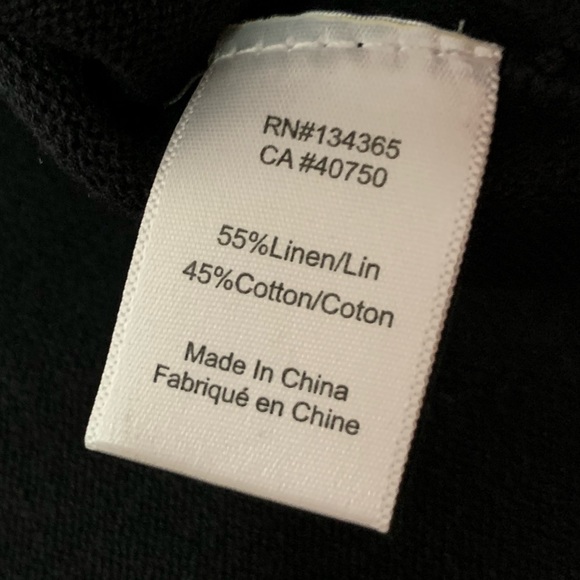 RN#134365
CA #40750
55%Linen/Lin
45%Cotton/Coton
Made In China
Fabriqué en Chine